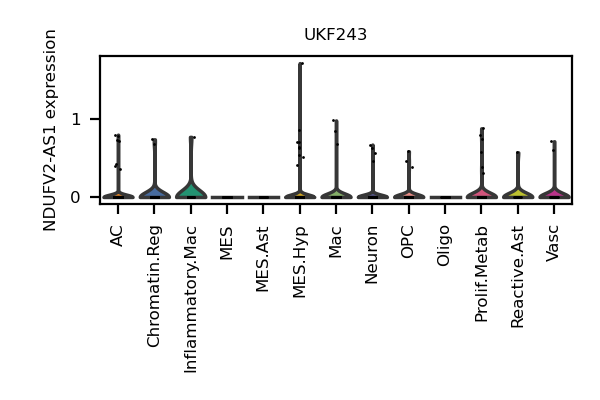 UKF243
NDUFV2-AS1 expression
1
0
AC
Chromatin.Reg
Inflammatory.Mac
MES
MES.Ast
MES.Hyp
Mac
Neuron
OPC
Oligo
Prolif.Metab
Reactive.Ast
Vasc